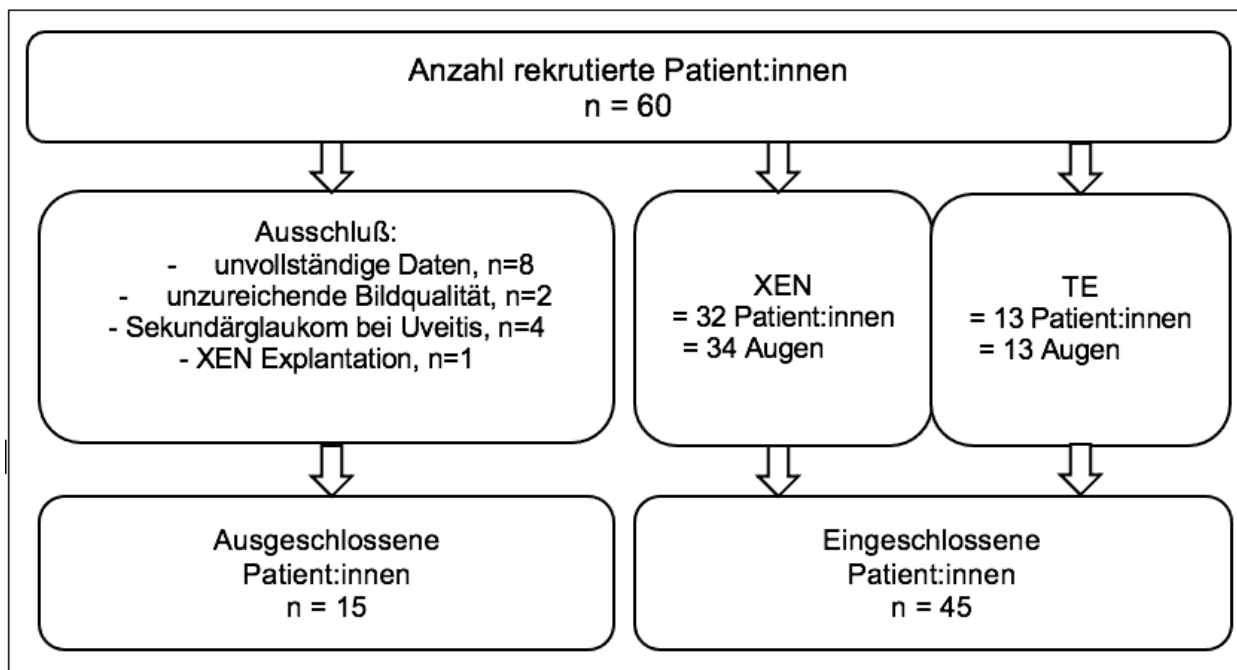 Anzahl rekrutierte Patient:innen
n = 60
Ausschluß:
- unvollständige Daten, n=8
- unzureichende Bildqualität, n=2
- Sekundärglaukom bei Uveitis, n=4
- XEN Explantation, n=1
XEN
= 32 Patient:innen
= 34 Augen
TE
= 13 Patient:innen
= 13 Augen
Ausgeschlossene
Patient:innen
n = 15
Eingeschlossene
Patient:innen
n = 45